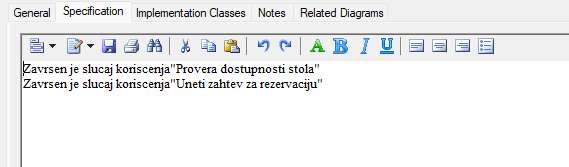 General Specification Implementation Classes Notes Related Diagrams
A B I U
Zavrsen je slucaj koriscenja"Provera dostupnosti stola"
Zavrsen je slucaj koriscenja"Uneti zahtev za rezervaciju"